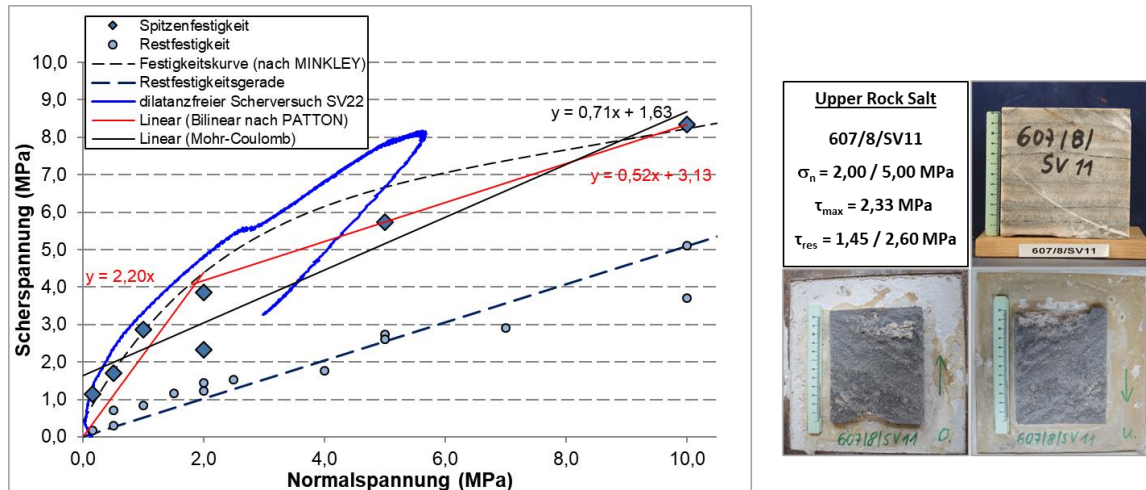 Spitzenfestigkeit
Restfestigkeit
Festigkeitskurve (nach MINKLEY)
Restfestigkeitsgerade
dilatanzfreier Scherversuch SV22
Linear (Bilinear nach PATTON)
Linear (Mohr-Coulomb)
10,0
9,0
8,0
7,0
6,0
5,0
4,0
3,0
2,0
1,0
0,0
Scherspannung (MPa)
y = 0,71x + 1,63
y = 0,52x + 3,13
y = 2,20x
0,0 2,0 4,0 6,0 8,0 10,0
Normalspannung (MPa)
Upper Rock Salt
607/8/SV11
σn = 2,00 / 5,00 MPa
τmax = 2,33 MPa
τres = 1,45 / 2,60 MPa
607/8/
SV 11
607/8/SV11
607/8/SV11 O.
607/8/SV11 U.